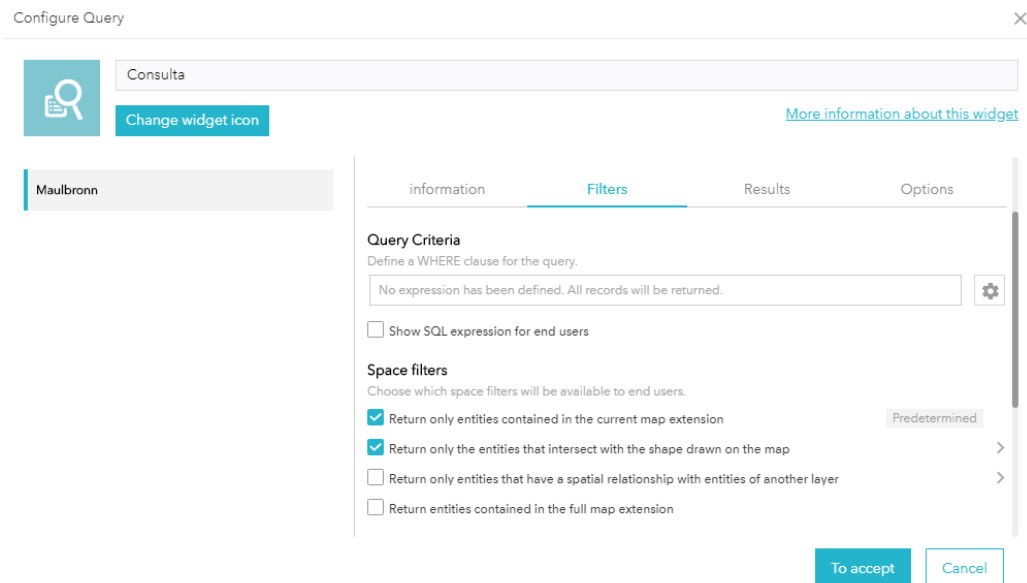 Configure Query
Consulta
Change widget icon
More information about this widget
Maulbronn
information Filters Results Options
Query Criteria
Define a WHERE clause for the query.
No expression has been defined. All records will be returned.
Show SQL expression for end users
Space filters
Choose which space filters will be available to end users.
Return only entities contained in the current map extension Predetermined
Return only the entities that intersect with the shape drawn on the map
Return only entities that have a spatial relationship with entities of another layer
Return entities contained in the full map extension
To accept Cancel